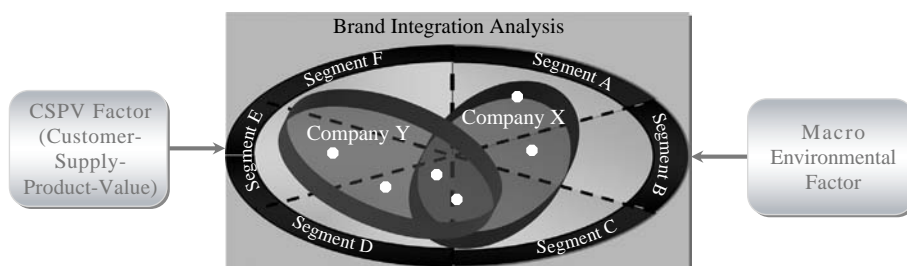 Brand Integration Analysis
Segment F
Segment A
Segment E
Segment B
Segment D
Segment C
Company Y
Company X
CSPV Factor
(Customer-
Supply-
Product-Value)
Macro
Environmental
Factor